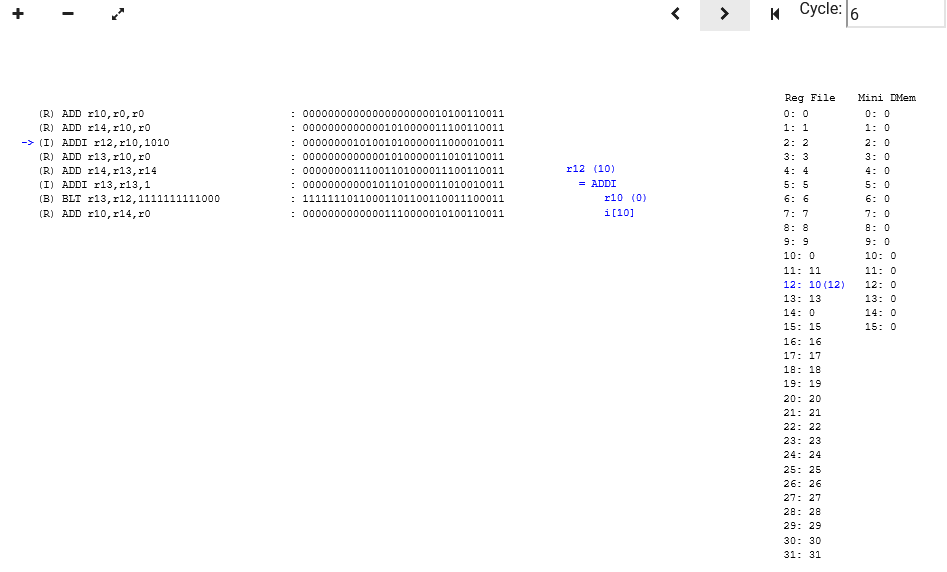 Cycle: 6
Reg File Mini DMem
(R) ADD r10,r0,r0 : 00000000000000000000010100110011
(R) ADD r14,r10,r0 : 00000000000001010000011100110011
-> (I) ADDI r12,r10,1010 : 00000000101001010000011000010011
(R) ADD r13,r10,r0 : 00000000000001010000011010110011
(R) ADD r14,r13,r14 : 00000000111001101000011100110011
(I) ADDI r13,r13,1 : 00000000000101101000011010010011
(B) BLT r13,r12,1111111111000 : 11111110110001101100110011100011
(R) ADD r10,r14,r0 : 00000000000001110000010100110011
r12 (10)
= ADDI
r10 (0)
i[10]
0: 0 0: 0
1: 1 1: 0
2: 2 2: 0
3: 3 3: 0
4: 4 4: 0
5: 5 5: 0
6: 6 6: 0
7: 7 7: 0
8: 8 8: 0
9: 9 9: 0
10: 0 10: 0
11: 11 11: 0
12: 10(12) 12: 0
13: 13 13: 0
14: 0 14: 0
15: 15 15: 0
16: 16
17: 17
18: 18
19: 19
20: 20
21: 21
22: 22
23: 23
24: 24
25: 25
26: 26
27: 27
28: 28
29: 29
30: 30
31: 31